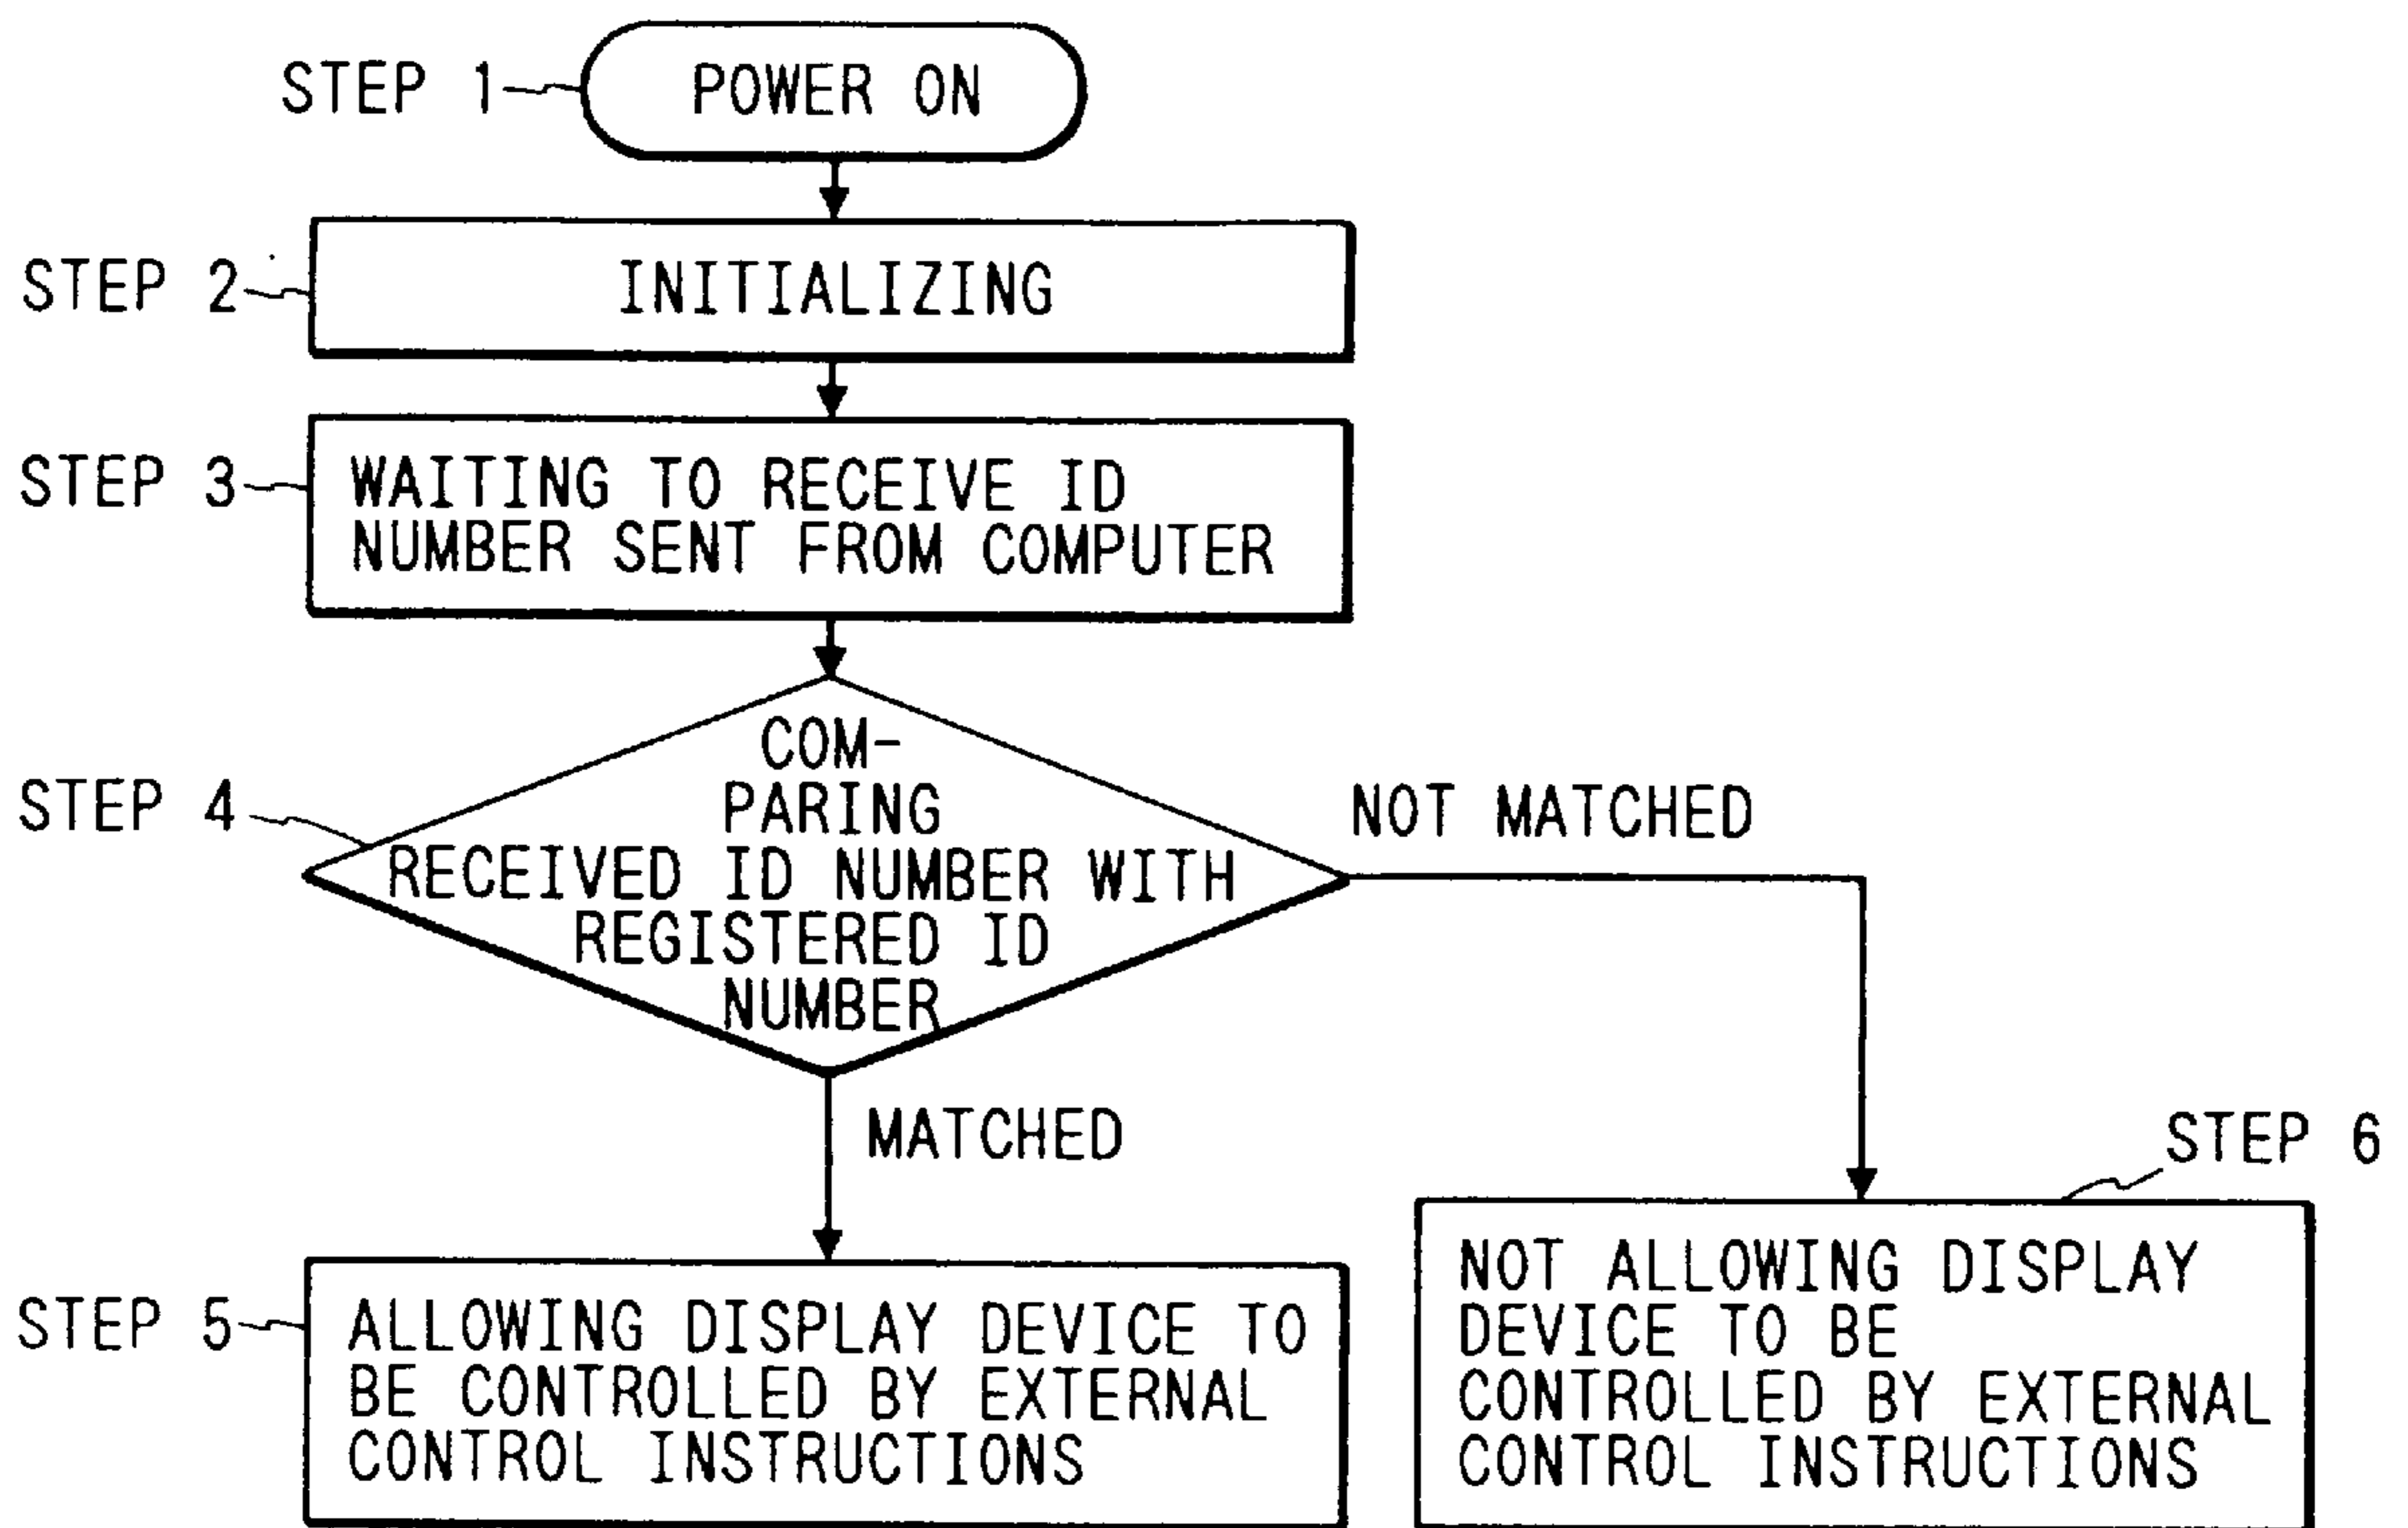 STEP 1
POWER ON
STEP 2
INITIALIZING
STEP 3
WAITING TO RECEIVE ID
NUMBER SENT FROM COMPUTER
STEP 4
COM-
PARING
RECEIVED ID NUMBER WITH
REGISTERED ID
NUMBER
NOT MATCHED
MATCHED
STEP 5
ALLOWING DISPLAY DEVICE TO
BE CONTROLLED BY EXTERNAL
CONTROL INSTRUCTIONS
STEP 6
NOT ALLOWING DISPLAY
DEVICE TO BE
CONTROLLED BY EXTERNAL
CONTROL INSTRUCTIONS